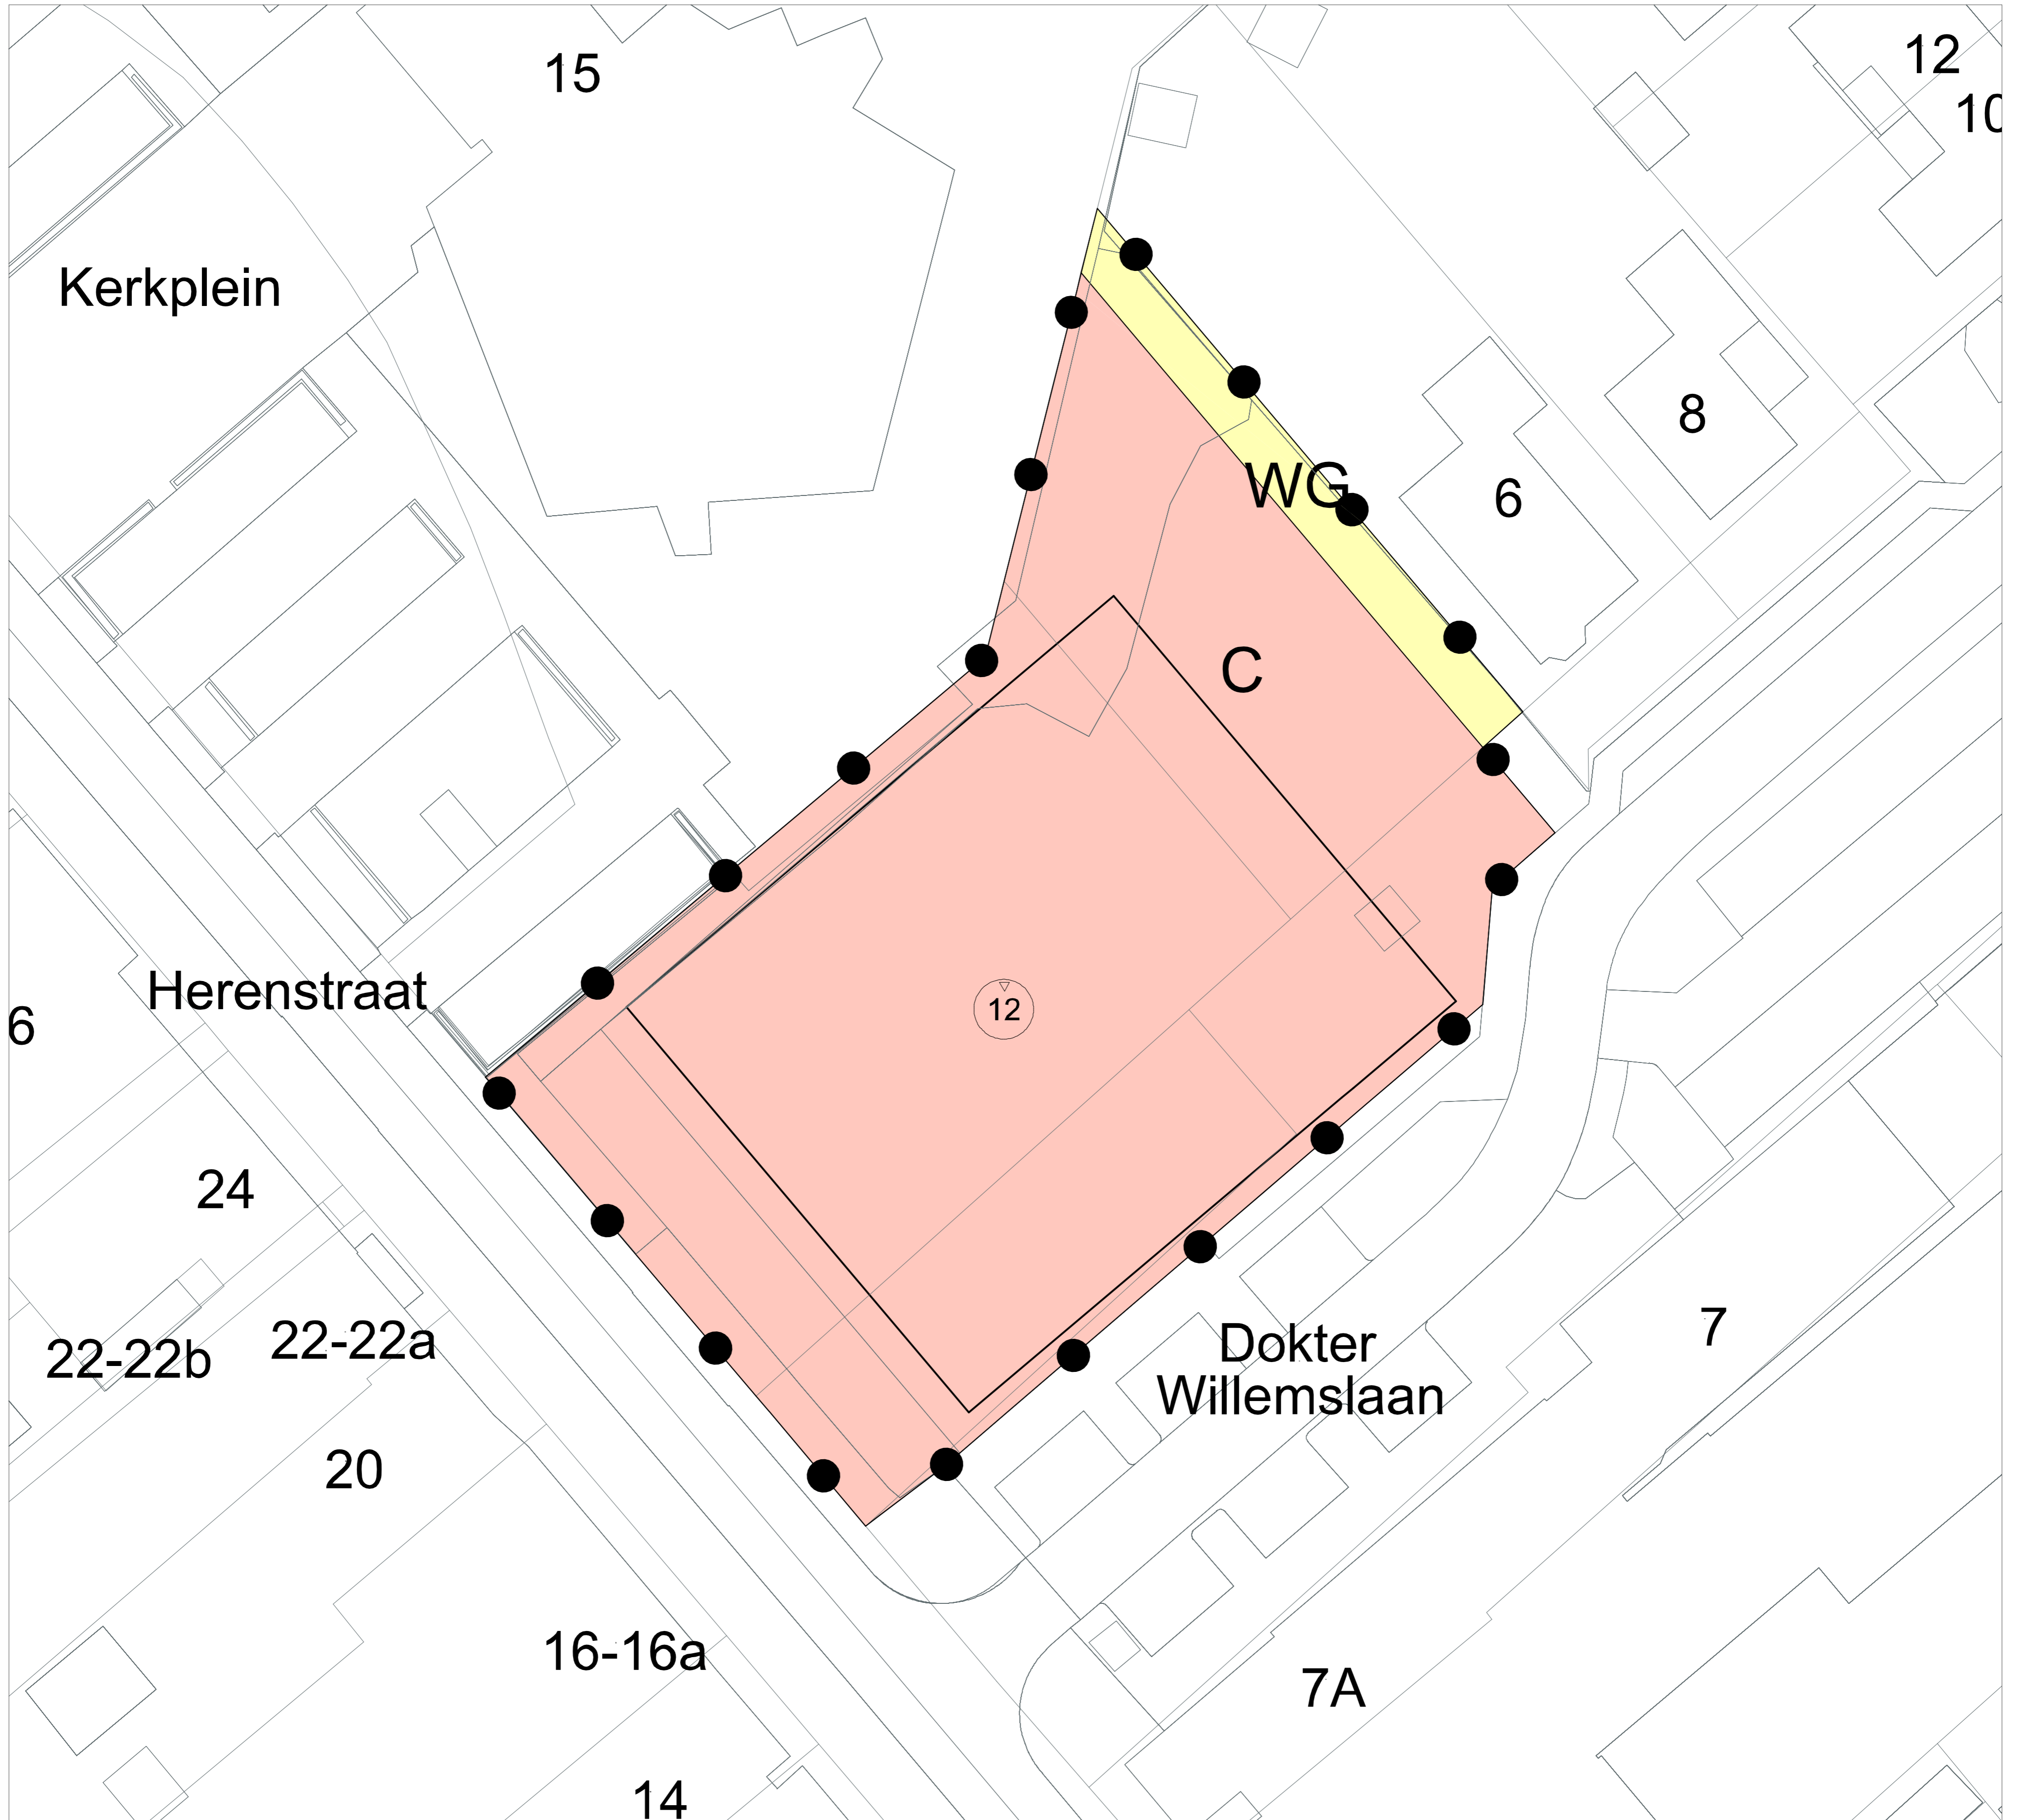 15
12
10
Kerkplein
8
WG
6
C
Herenstraat
12
6
24
22-22a
22-22b
Dokter
Willemslaan
7
20
16-16a
7A
14